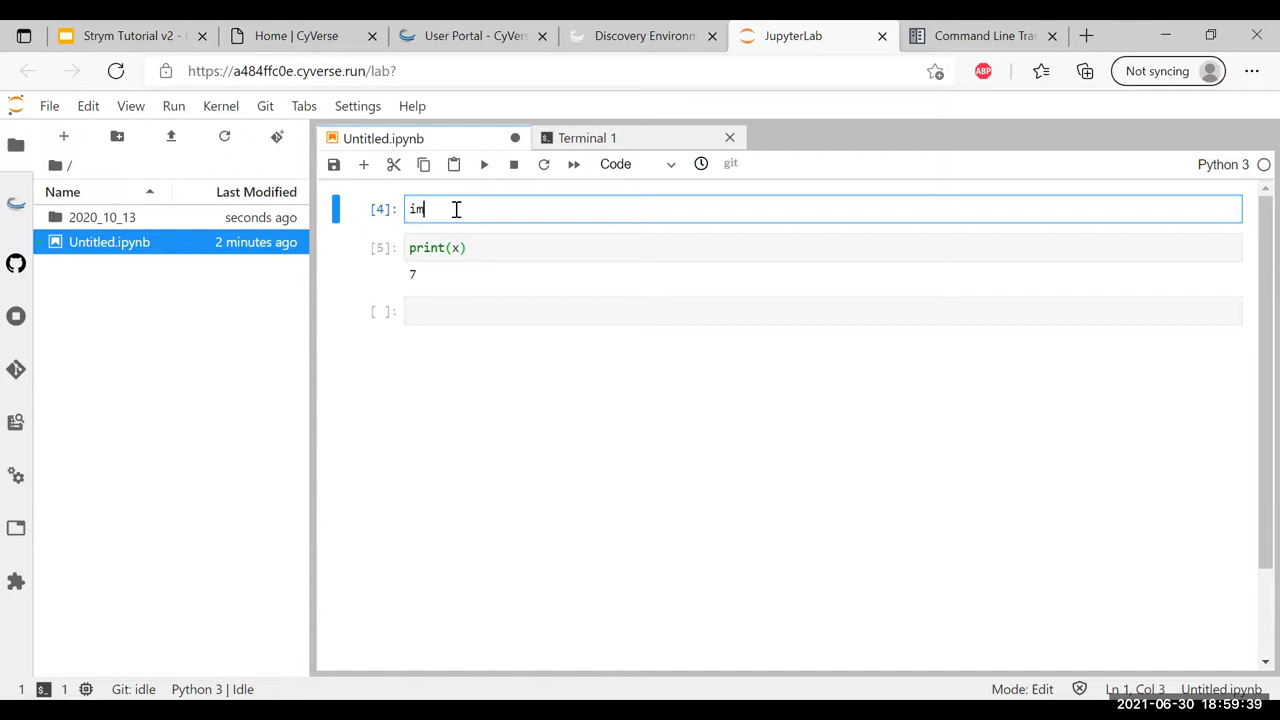 Strym Tutorial v2 -
Home | CyVerse
User Portal - CyVers
Discovery Environm
JupyterLab
Command Line Tra
https://a484ffc0e.cyverse.run/lab?
ABP
Not syncing
File Edit View Run Kernel Git Tabs Settings Help
Untitled.ipynb
Terminal 1
Code
git
Python 3
/
Name
Last Modified
2020_10_13
seconds ago
Untitled.ipynb
2 minutes ago
[4]: im
[5]: print(x)
7
[ ]:
1
1
Git: idle
Python 3 | Idle
Mode: Edit
Ln 1, Col 3
Untitled.ipynb
2021-06-30 18:59:39